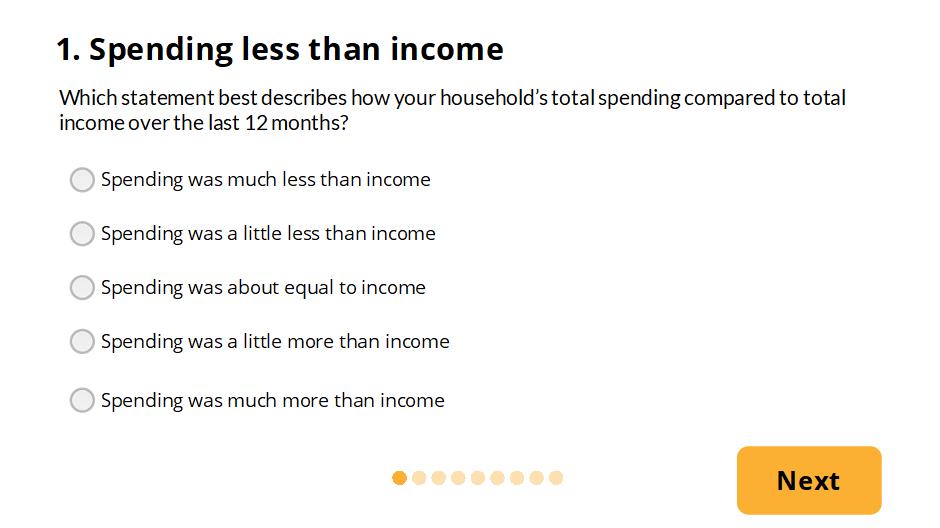 1. Spending less than income
Which statement best describes how your household’s total spending compared to total
income over the last 12 months?
Spending was much less than income
Spending was a little less than income
Spending was about equal to income
Spending was a little more than income
Spending was much more than income
Next